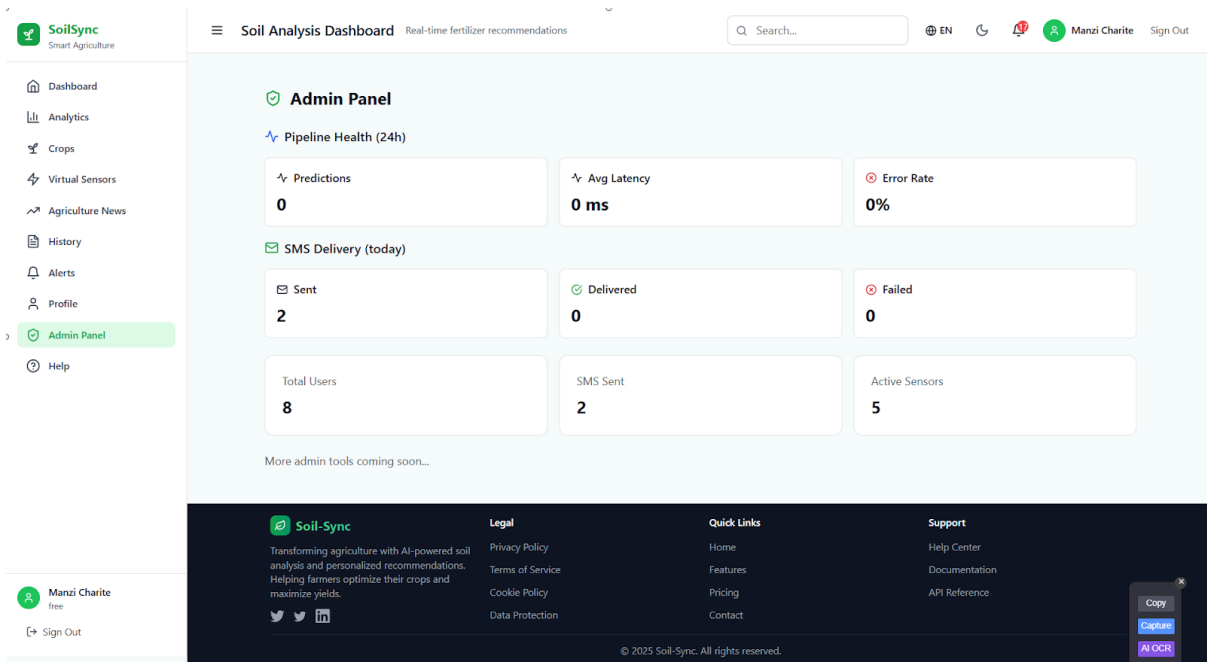 SoilSync
Smart Agriculture
Dashboard
Analytics
Crops
Virtual Sensors
Agriculture News
History
Alerts
Profile
Admin Panel
Help
Manzi Charite
free
Sign Out
Soil Analysis Dashboard Real-time fertilizer recommendations
Search...
EN
17
Manzi Charite
Sign Out
Admin Panel
Pipeline Health (24h)
Predictions
0
Avg Latency
0 ms
Error Rate
0%
SMS Delivery (today)
Sent
2
Delivered
0
Failed
0
Total Users
8
SMS Sent
2
Active Sensors
5
More admin tools coming soon...
Soil-Sync
Transforming agriculture with AI-powered soil
analysis and personalized recommendations.
Helping farmers optimize their crops and
maximize yields.
Legal
Privacy Policy
Terms of Service
Cookie Policy
Data Protection
Quick Links
Home
Features
Pricing
Contact
Support
Help Center
Documentation
API Reference
© 2025 Soil-Sync. All rights reserved.
Copy
Capture
AI OCR